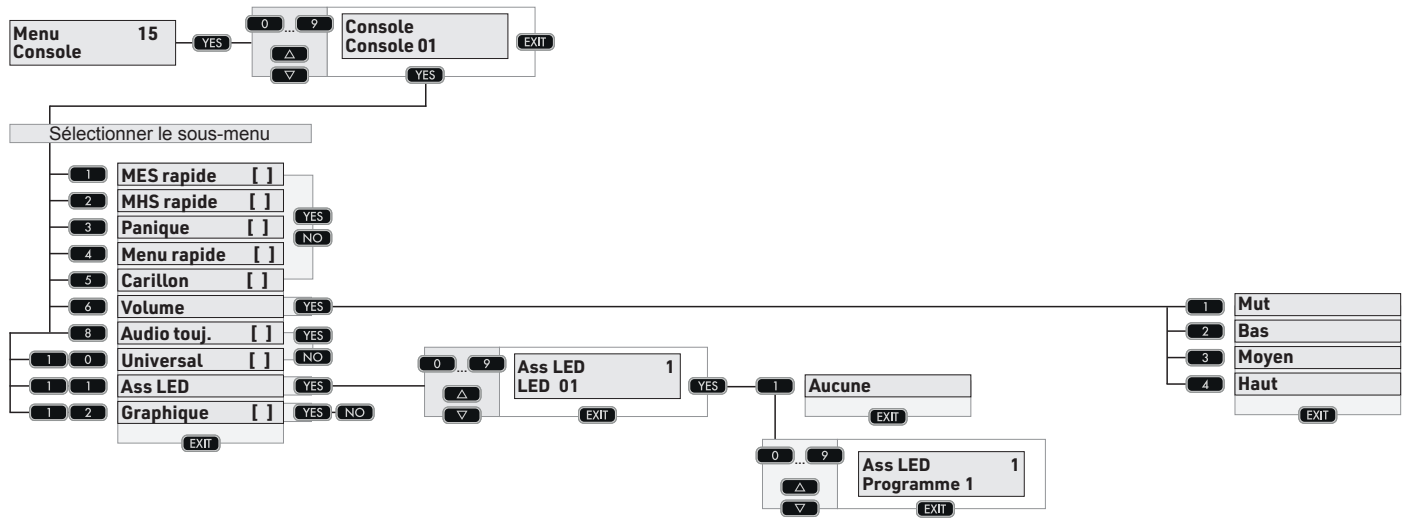 Menu 15
Console
YES
0 ... 9
Console
Console 01
EXIT
YES
Sélectionner le sous-menu
1 MES rapide [ ]
2 MHS rapide [ ]
3 Panique [ ]
4 Menu rapide [ ]
5 Carillon [ ]
YES
NO
6 Volume YES
8 Audio touj. [ ] YES
1 0 Universal [ ] NO
1 1 Ass LED YES
1 2 Graphique [ ] YES NO
EXIT
0 ... 9
Ass LED 1
LED 01
EXIT
YES
1 Aucune
EXIT
0 ... 9
Ass LED 1
Programme 1
EXIT
1 Mut
2 Bas
3 Moyen
4 Haut
EXIT